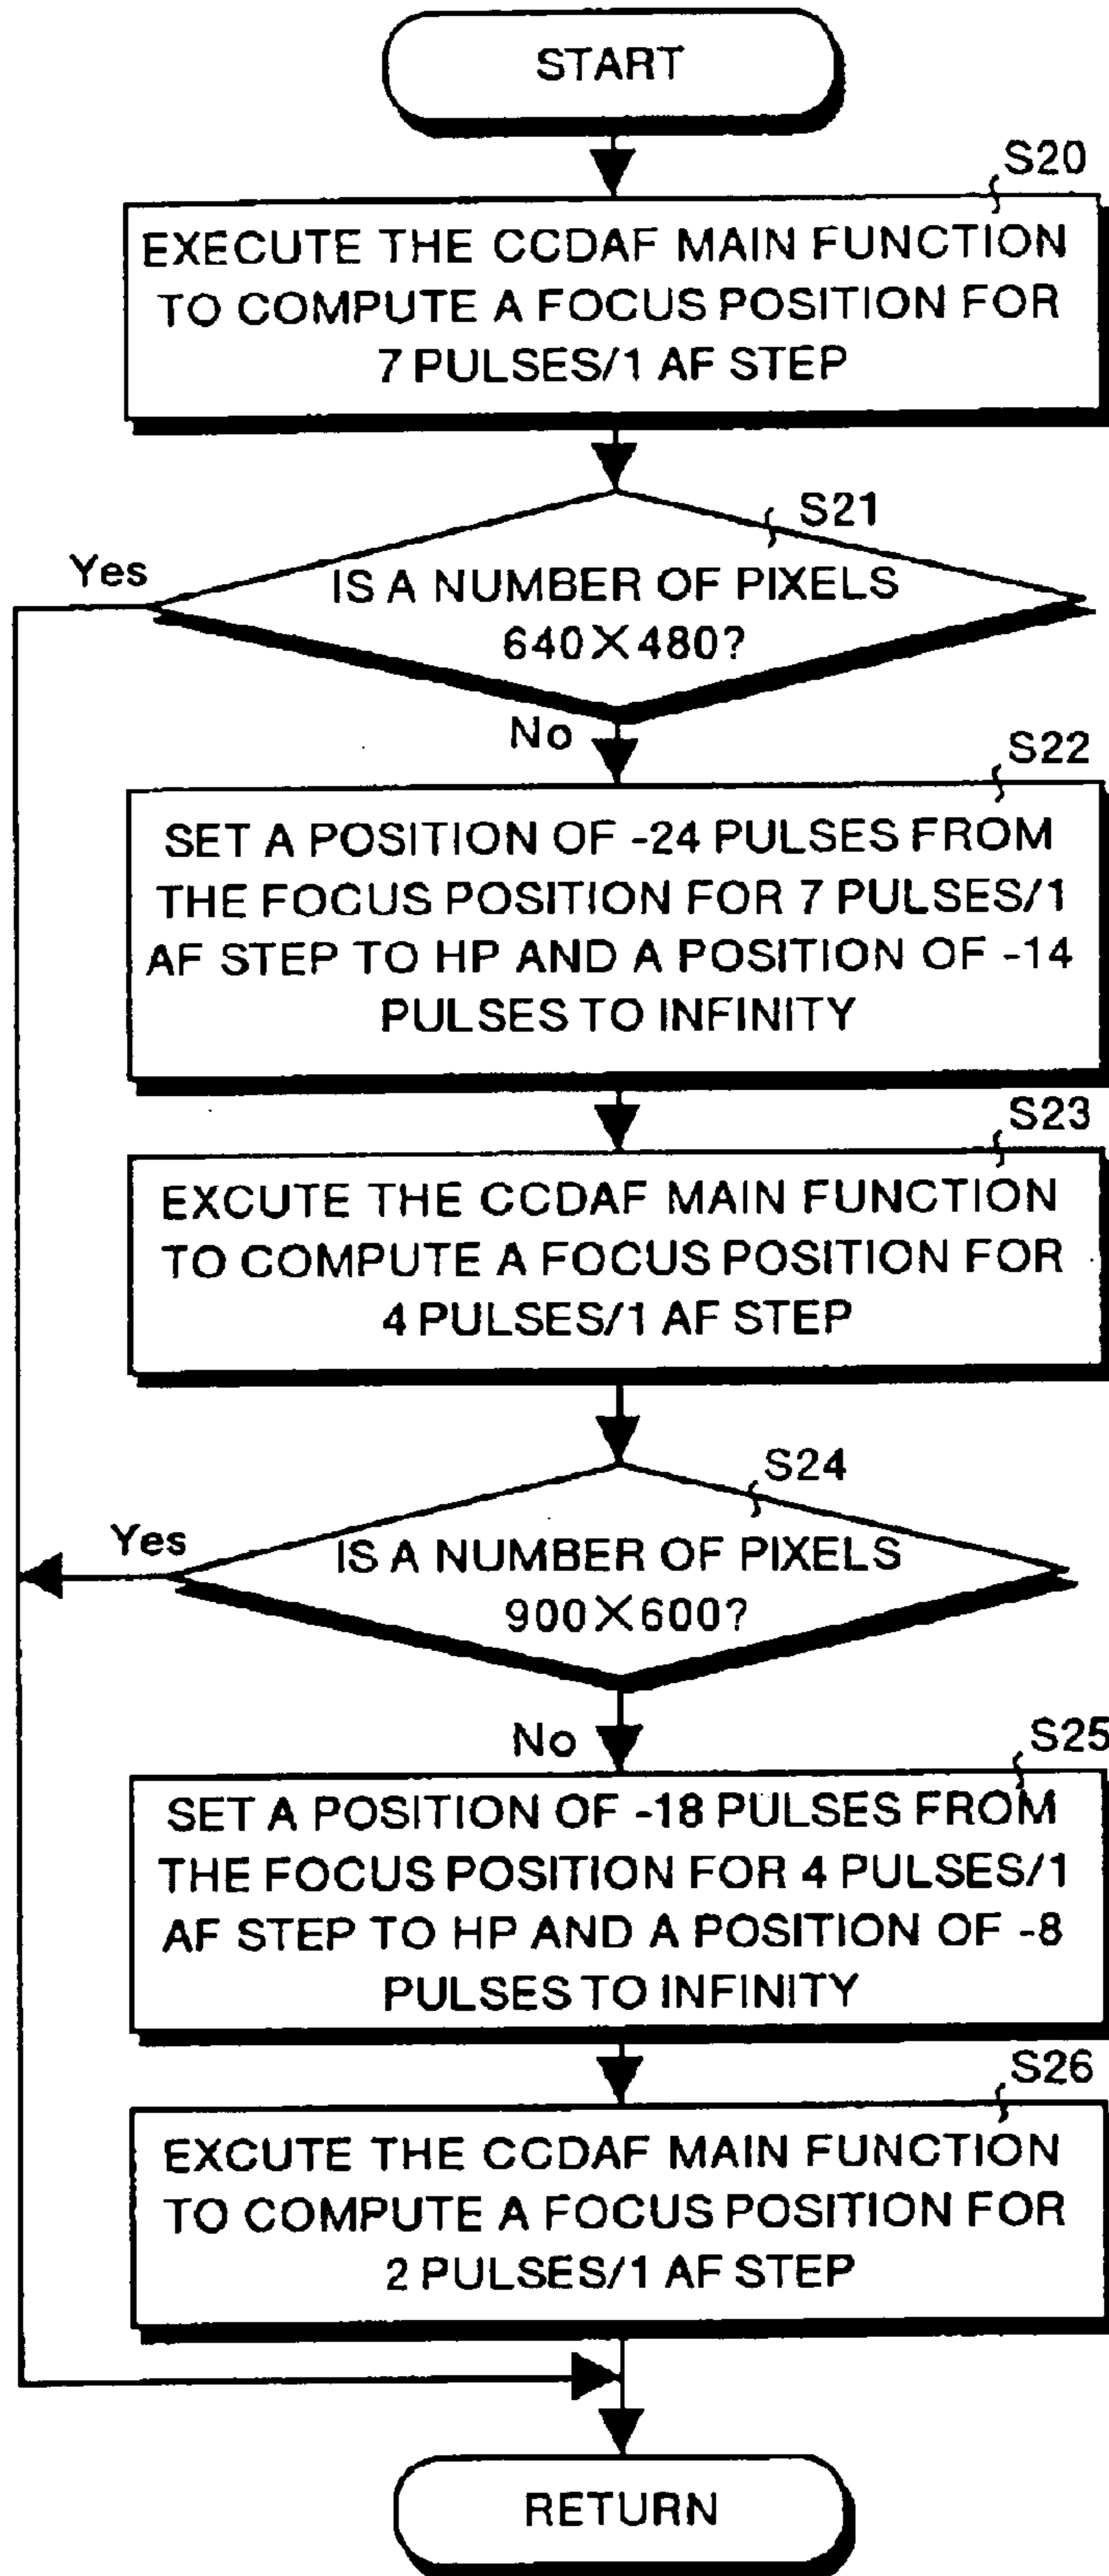 START
S20
EXECUTE THE CCDAF MAIN FUNCTION
TO COMPUTE A FOCUS POSITION FOR
7 PULSES/1 AF STEP
S21
Yes
IS A NUMBER OF PIXELS
640×480?
No
S22
SET A POSITION OF -24 PULSES FROM
THE FOCUS POSITION FOR 7 PULSES/1
AF STEP TO HP AND A POSITION OF -14
PULSES TO INFINITY
S23
EXCUTE THE CCDAF MAIN FUNCTION
TO COMPUTE A FOCUS POSITION FOR
4 PULSES/1 AF STEP
S24
Yes
IS A NUMBER OF PIXELS
900×600?
No
S25
SET A POSITION OF -18 PULSES FROM
THE FOCUS POSITION FOR 4 PULSES/1
AF STEP TO HP AND A POSITION OF -8
PULSES TO INFINITY
S26
EXCUTE THE CCDAF MAIN FUNCTION
TO COMPUTE A FOCUS POSITION FOR
2 PULSES/1 AF STEP
RETURN